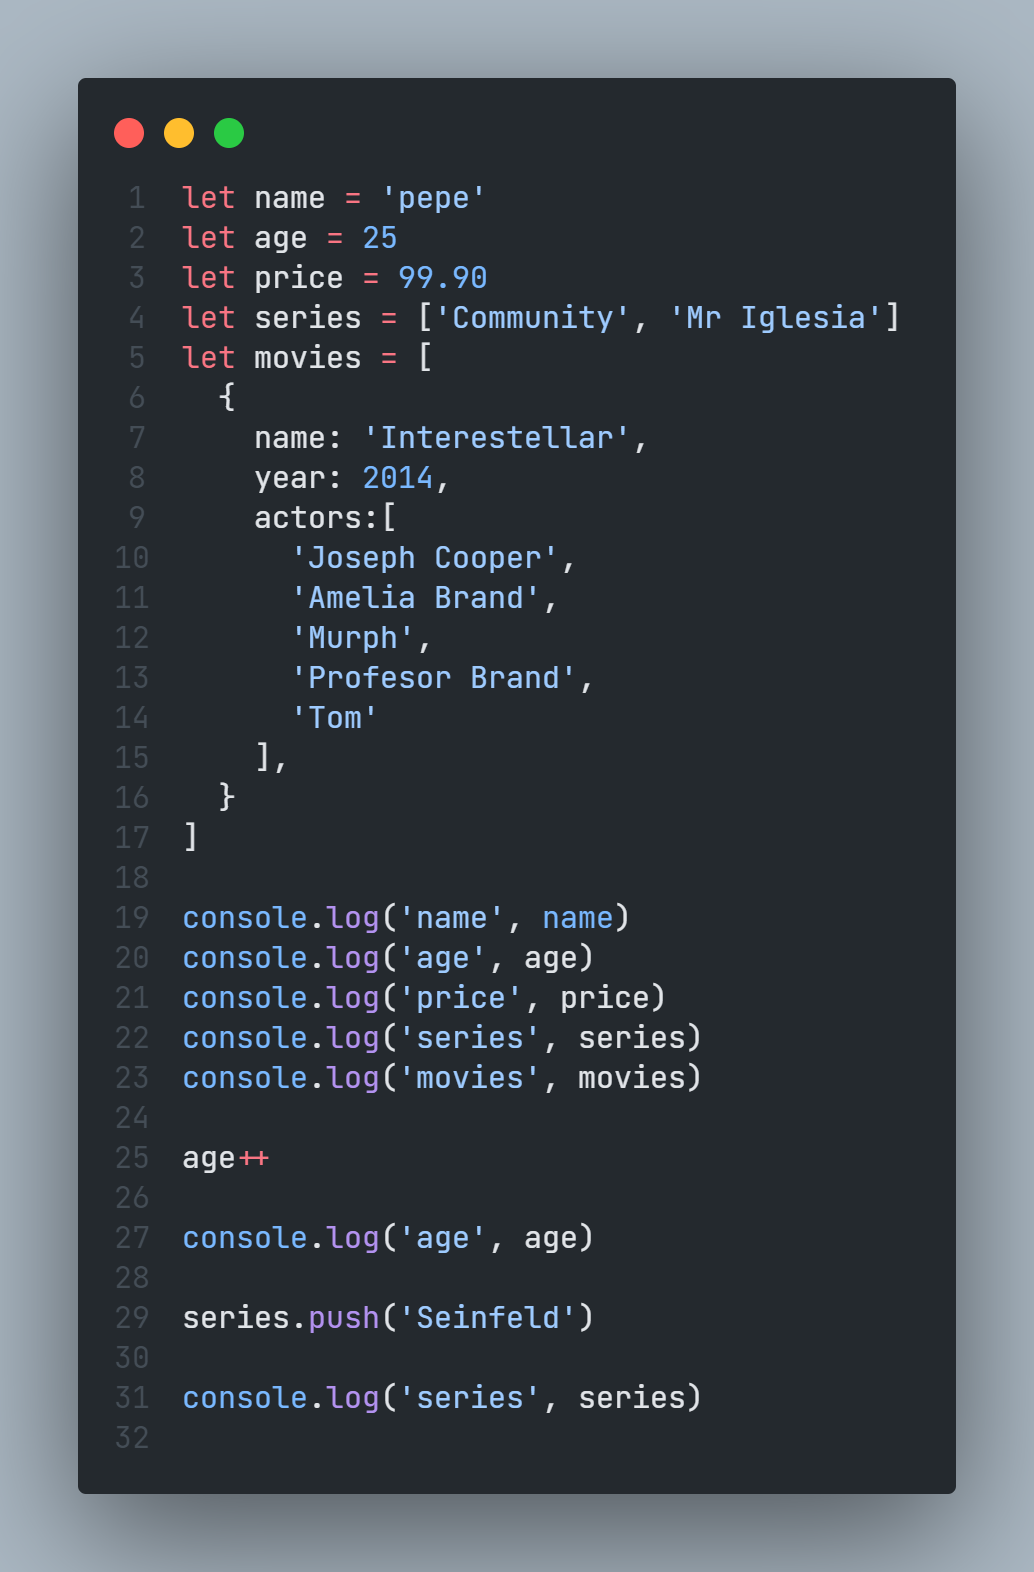 1 let name = 'pepe'
2 let age = 25
3 let price = 99.90
4 let series = ['Community', 'Mr Iglesia']
5 let movies = [
6   {
7     name: 'Interestellar',
8     year: 2014,
9     actors:[
10       'Joseph Cooper',
11       'Amelia Brand',
12       'Murph',
13       'Profesor Brand',
14       'Tom'
15     ],
16   }
17 ]
18
19 console.log('name', name)
20 console.log('age', age)
21 console.log('price', price)
22 console.log('series', series)
23 console.log('movies', movies)
24
25 age++
26
27 console.log('age', age)
28
29 series.push('Seinfeld')
30
31 console.log('series', series)
32